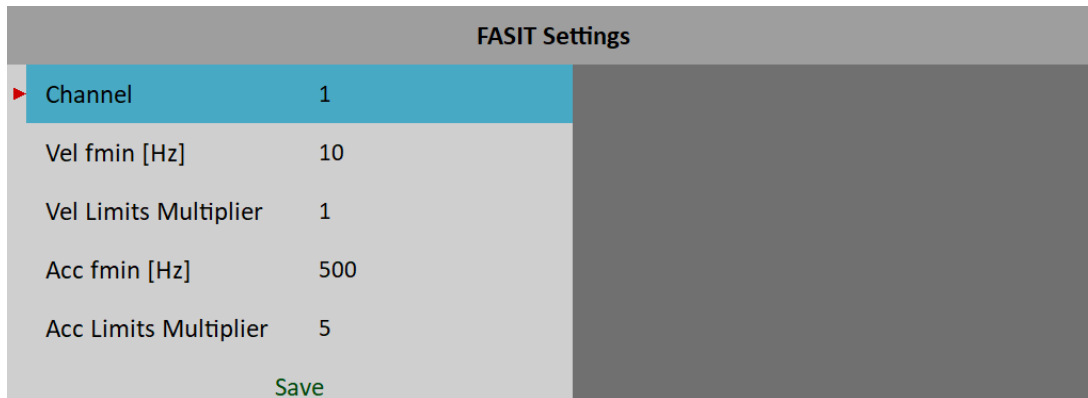 FASIT Settings
Channel 1
Vel fmin [Hz] 10
Vel Limits Multiplier 1
Acc fmin [Hz] 500
Acc Limits Multiplier 5
Save